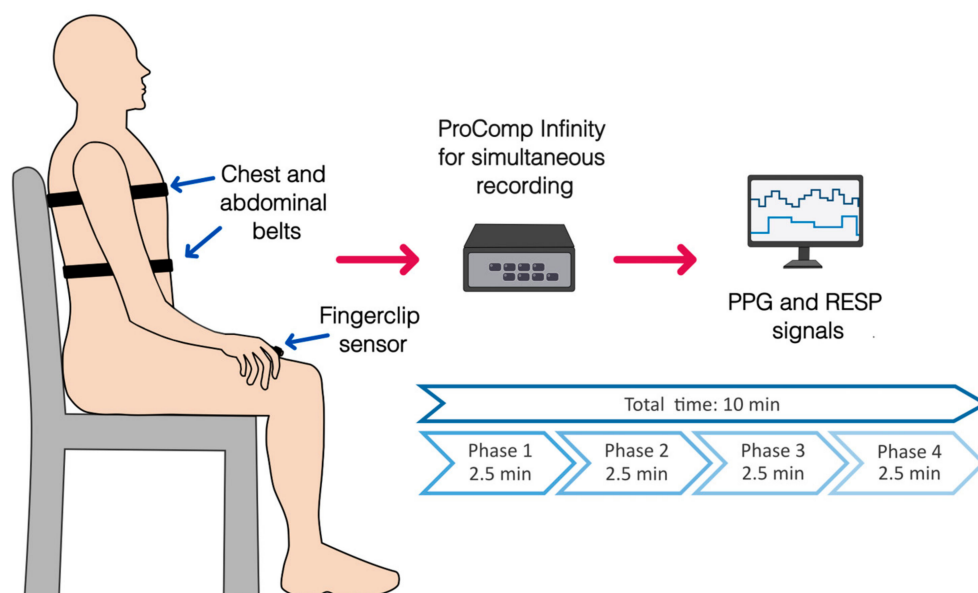 Chest and
abdominal
belts
Fingerclip
sensor
ProComp Infinity
for simultaneous
recording
PPG and RESP
signals
Total time: 10 min
Phase 1
2.5 min
Phase 2
2.5 min
Phase 3
2.5 min
Phase 4
2.5 min